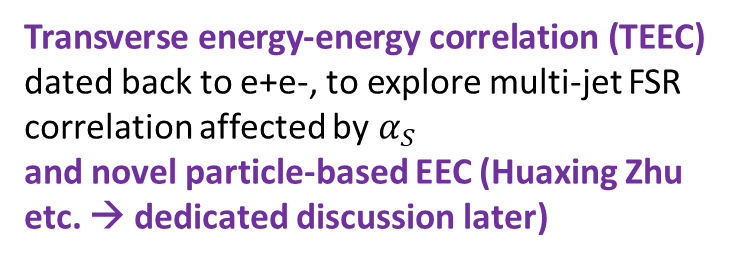 Transverse energy-energy correlation (TEEC)
dated back to e+e-, to explore multi-jet FSR
correlation affected by α_S
and novel particle-based EEC (Huaxing Zhu
etc. → dedicated discussion later)